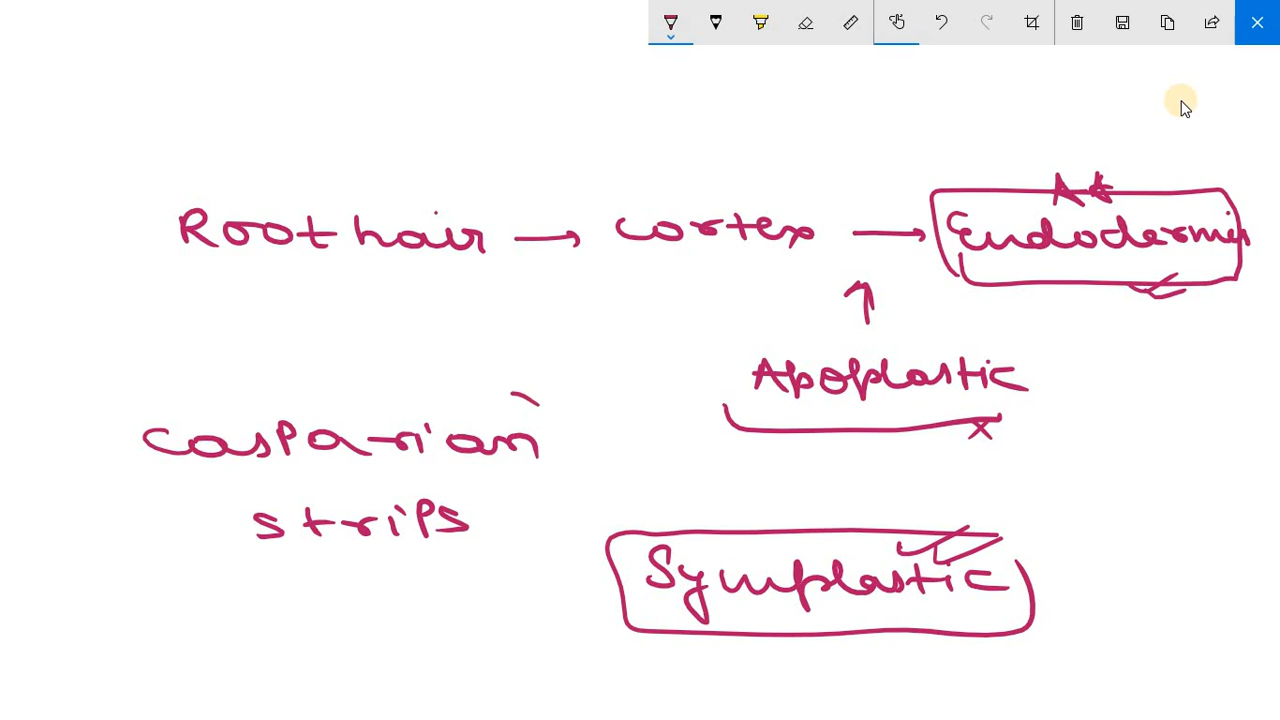 Root hair → cortex → Endodermis
↑
Apoplastic
casparian
strips
Symplastic